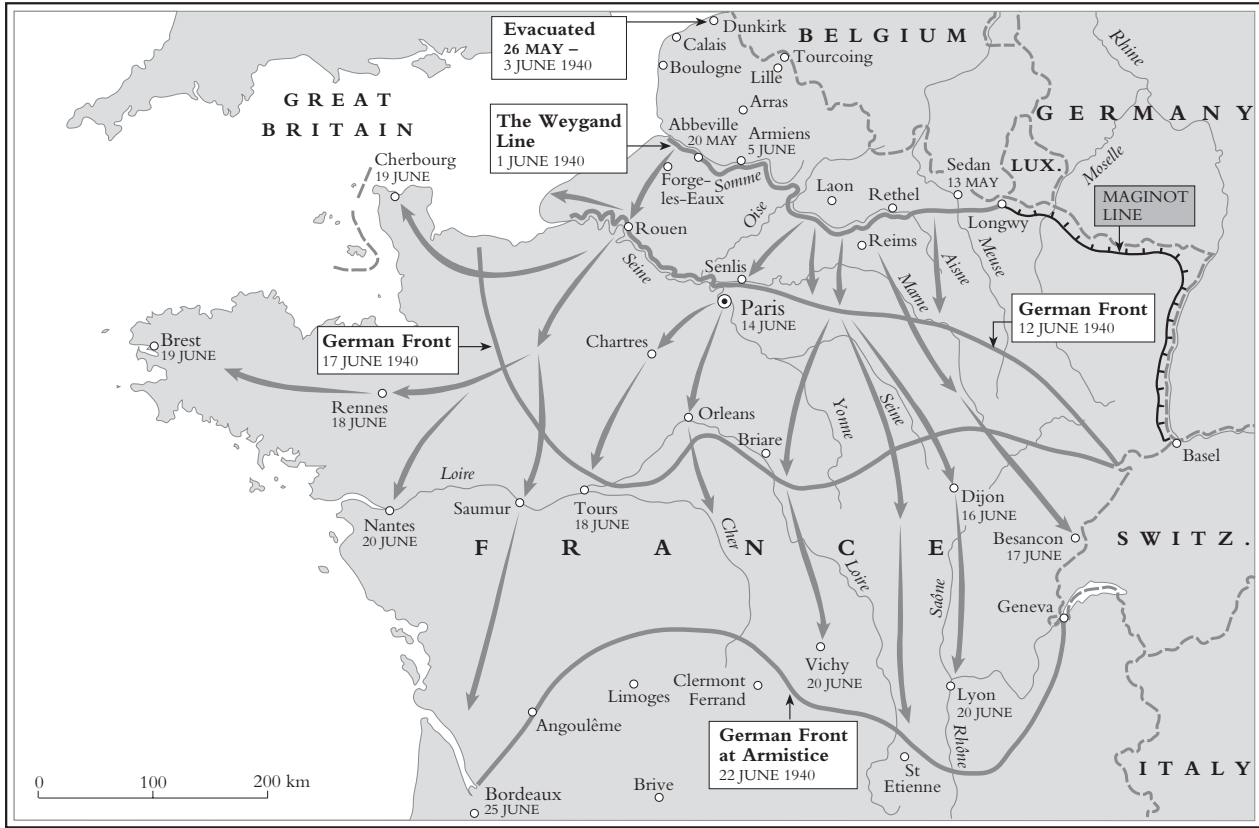 Evacuated
26 MAY –
3 JUNE 1940
Dunkirk
Calais
Boulogne
Tourcoing
Lille
BELGIUM
Rhine
GREAT
BRITAIN
Arras
GERMANY
The Weygand
Line
1 JUNE 1940
Abbeville
20 MAY
Armiens
5 JUNE
Cherbourg
19 JUNE
Forge-
les-Eaux
Somme
Oise
Laon
Rethel
Sedan
13 MAY
LUX.
Moselle
MAGINOT
LINE
Longwy
Rouen
Seine
Reims
Senlis
Marne
Aisne
Meuse
Paris
14 JUNE
German Front
12 JUNE 1940
Brest
19 JUNE
German Front
17 JUNE 1940
Chartres
Rennes
18 JUNE
Orleans
Briare
Yonne
Seine
Basel
Loire
Nantes
20 JUNE
Saumur
Tours
18 JUNE
Cher
Loire
Dijon
16 JUNE
Besancon
17 JUNE
SWITZ.
FRANCE
Saône
Geneva
Vichy
20 JUNE
Limoges
Clermont
Ferrand
Lyon
20 JUNE
Angoulême
German Front
at Armistice
22 JUNE 1940
Rhône
St
Etienne
ITALY
0 100 200 km
Bordeaux
25 JUNE
Brive